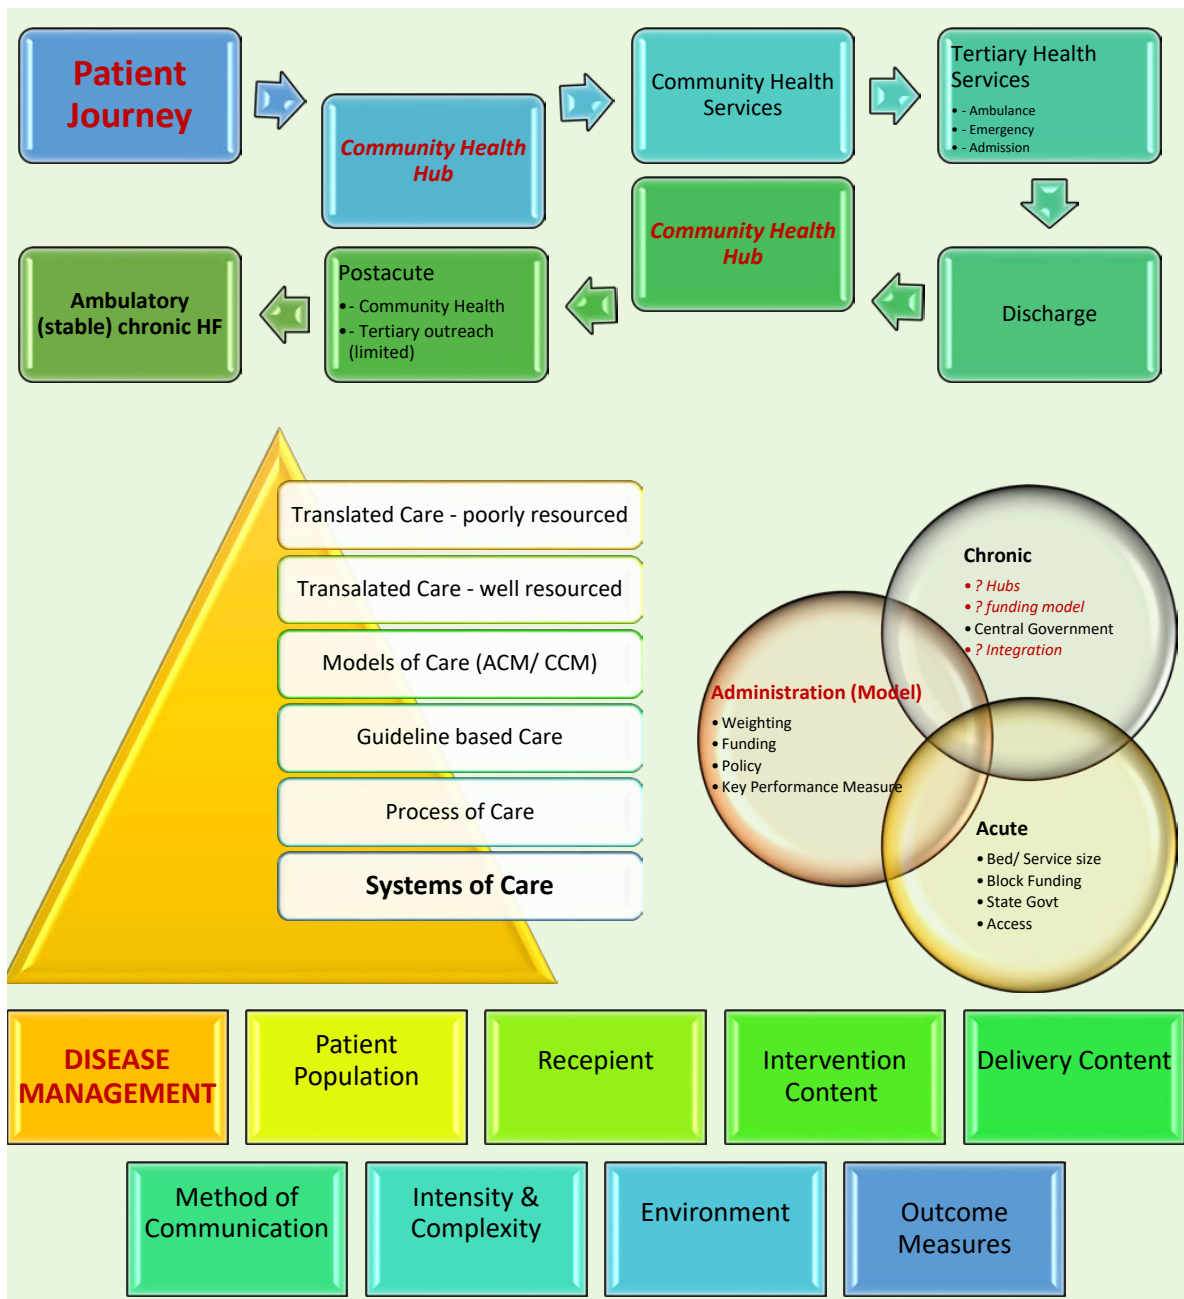 Patient
Journey
Community Health
Hub
Community Health
Services
Tertiary Health
Services
• - Ambulance
• - Emergency
• - Admission
Discharge
Community Health
Hub
Postacute
• - Community Health
• - Tertiary outreach
(limited)
Ambulatory
(stable) chronic HF
Translated Care - poorly resourced
Transalated Care - well resourced
Models of Care (ACM/ CCM)
Guideline based Care
Process of Care
Systems of Care
Chronic
• ? Hubs
• ? funding model
• Central Government
• ? Integration
Administration (Model)
• Weighting
• Funding
• Policy
• Key Performance Measure
Acute
• Bed/ Service size
• Block Funding
• State Govt
• Access
DISEASE
MANAGEMENT
Patient
Population
Recepient
Intervention
Content
Delivery Content
Method of
Communication
Intensity &
Complexity
Environment
Outcome
Measures